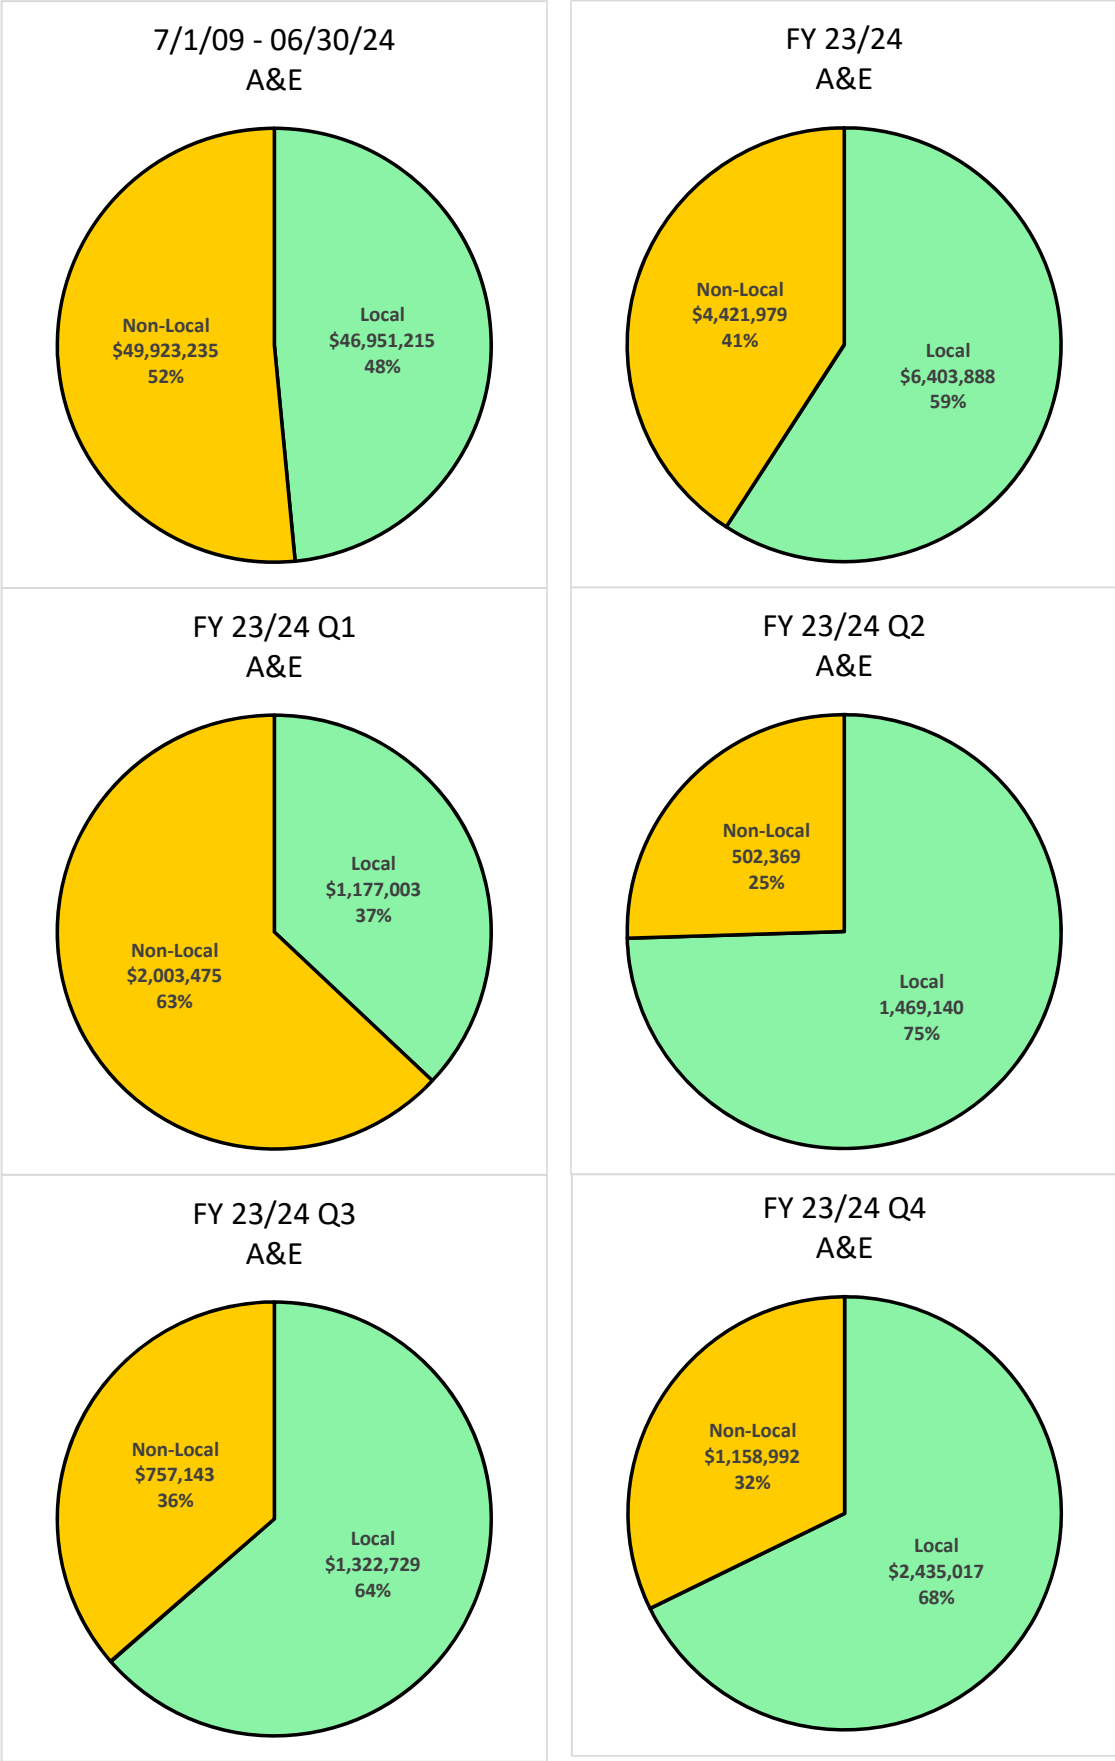 7/1/09 - 06/30/24
A&E
Non-Local
$49,923,235
52%
Local
$46,951,215
48%
FY 23/24
A&E
Non-Local
$4,421,979
41%
Local
$6,403,888
59%
FY 23/24 Q1
A&E
Local
$1,177,003
37%
Non-Local
$2,003,475
63%
FY 23/24 Q2
A&E
Non-Local
502,369
25%
Local
1,469,140
75%
FY 23/24 Q3
A&E
Non-Local
$757,143
36%
Local
$1,322,729
64%
FY 23/24 Q4
A&E
Non-Local
$1,158,992
32%
Local
$2,435,017
68%